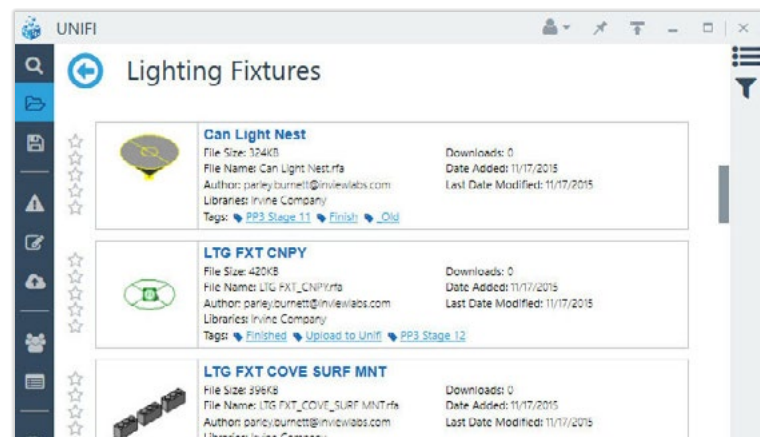 UNIFI
Lighting Fixtures
Can Light Nest
File Size: 324KB
Downloads: 0
File Name: Can Light Nest.rfa
Date Added: 11/17/2015
Author: parley.burnett@inviewlabs.com
Last Date Modified: 11/17/2015
Libraries: Irvine Company
Tags: PP3 Stage 11 Finish _Old
LTG FXT CNPY
File Size: 420KB
Downloads: 0
File Name: LTG FXT_CNPY.rfa
Date Added: 11/17/2015
Author: parley.burnett@inviewlabs.com
Last Date Modified: 11/17/2015
Libraries: Irvine Company
Tags: Finished Upload to Unifi PP3 Stage 12
LTG FXT COVE SURF MNT
File Size: 396KB
Downloads: 0
File Name: LTG FXT_COVE_SURF MNT.rfa
Date Added: 11/17/2015
Author: parley.burnett@inviewlabs.com
Last Date Modified: 11/17/2015
Libraries: Irvine Company